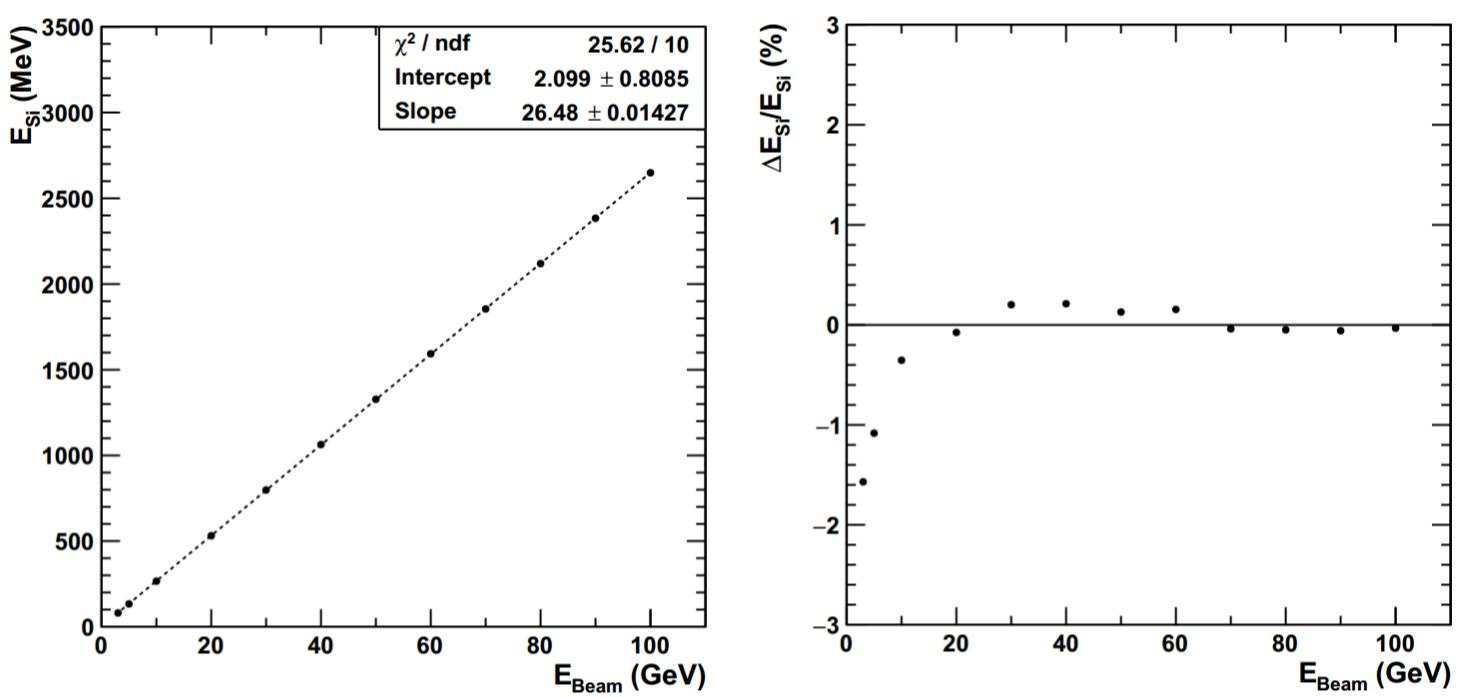 E_Si (MeV)
3500
3000
2500
2000
1500
1000
500
0
χ² / ndf 25.62 / 10
Intercept 2.099 ± 0.8085
Slope 26.48 ± 0.01427
0 20 40 60 80 100
E_Beam (GeV)
ΔE_Si/E_Si (%)
3
2
1
0
−1
−2
−3
0 20 40 60 80 100
E_Beam (GeV)